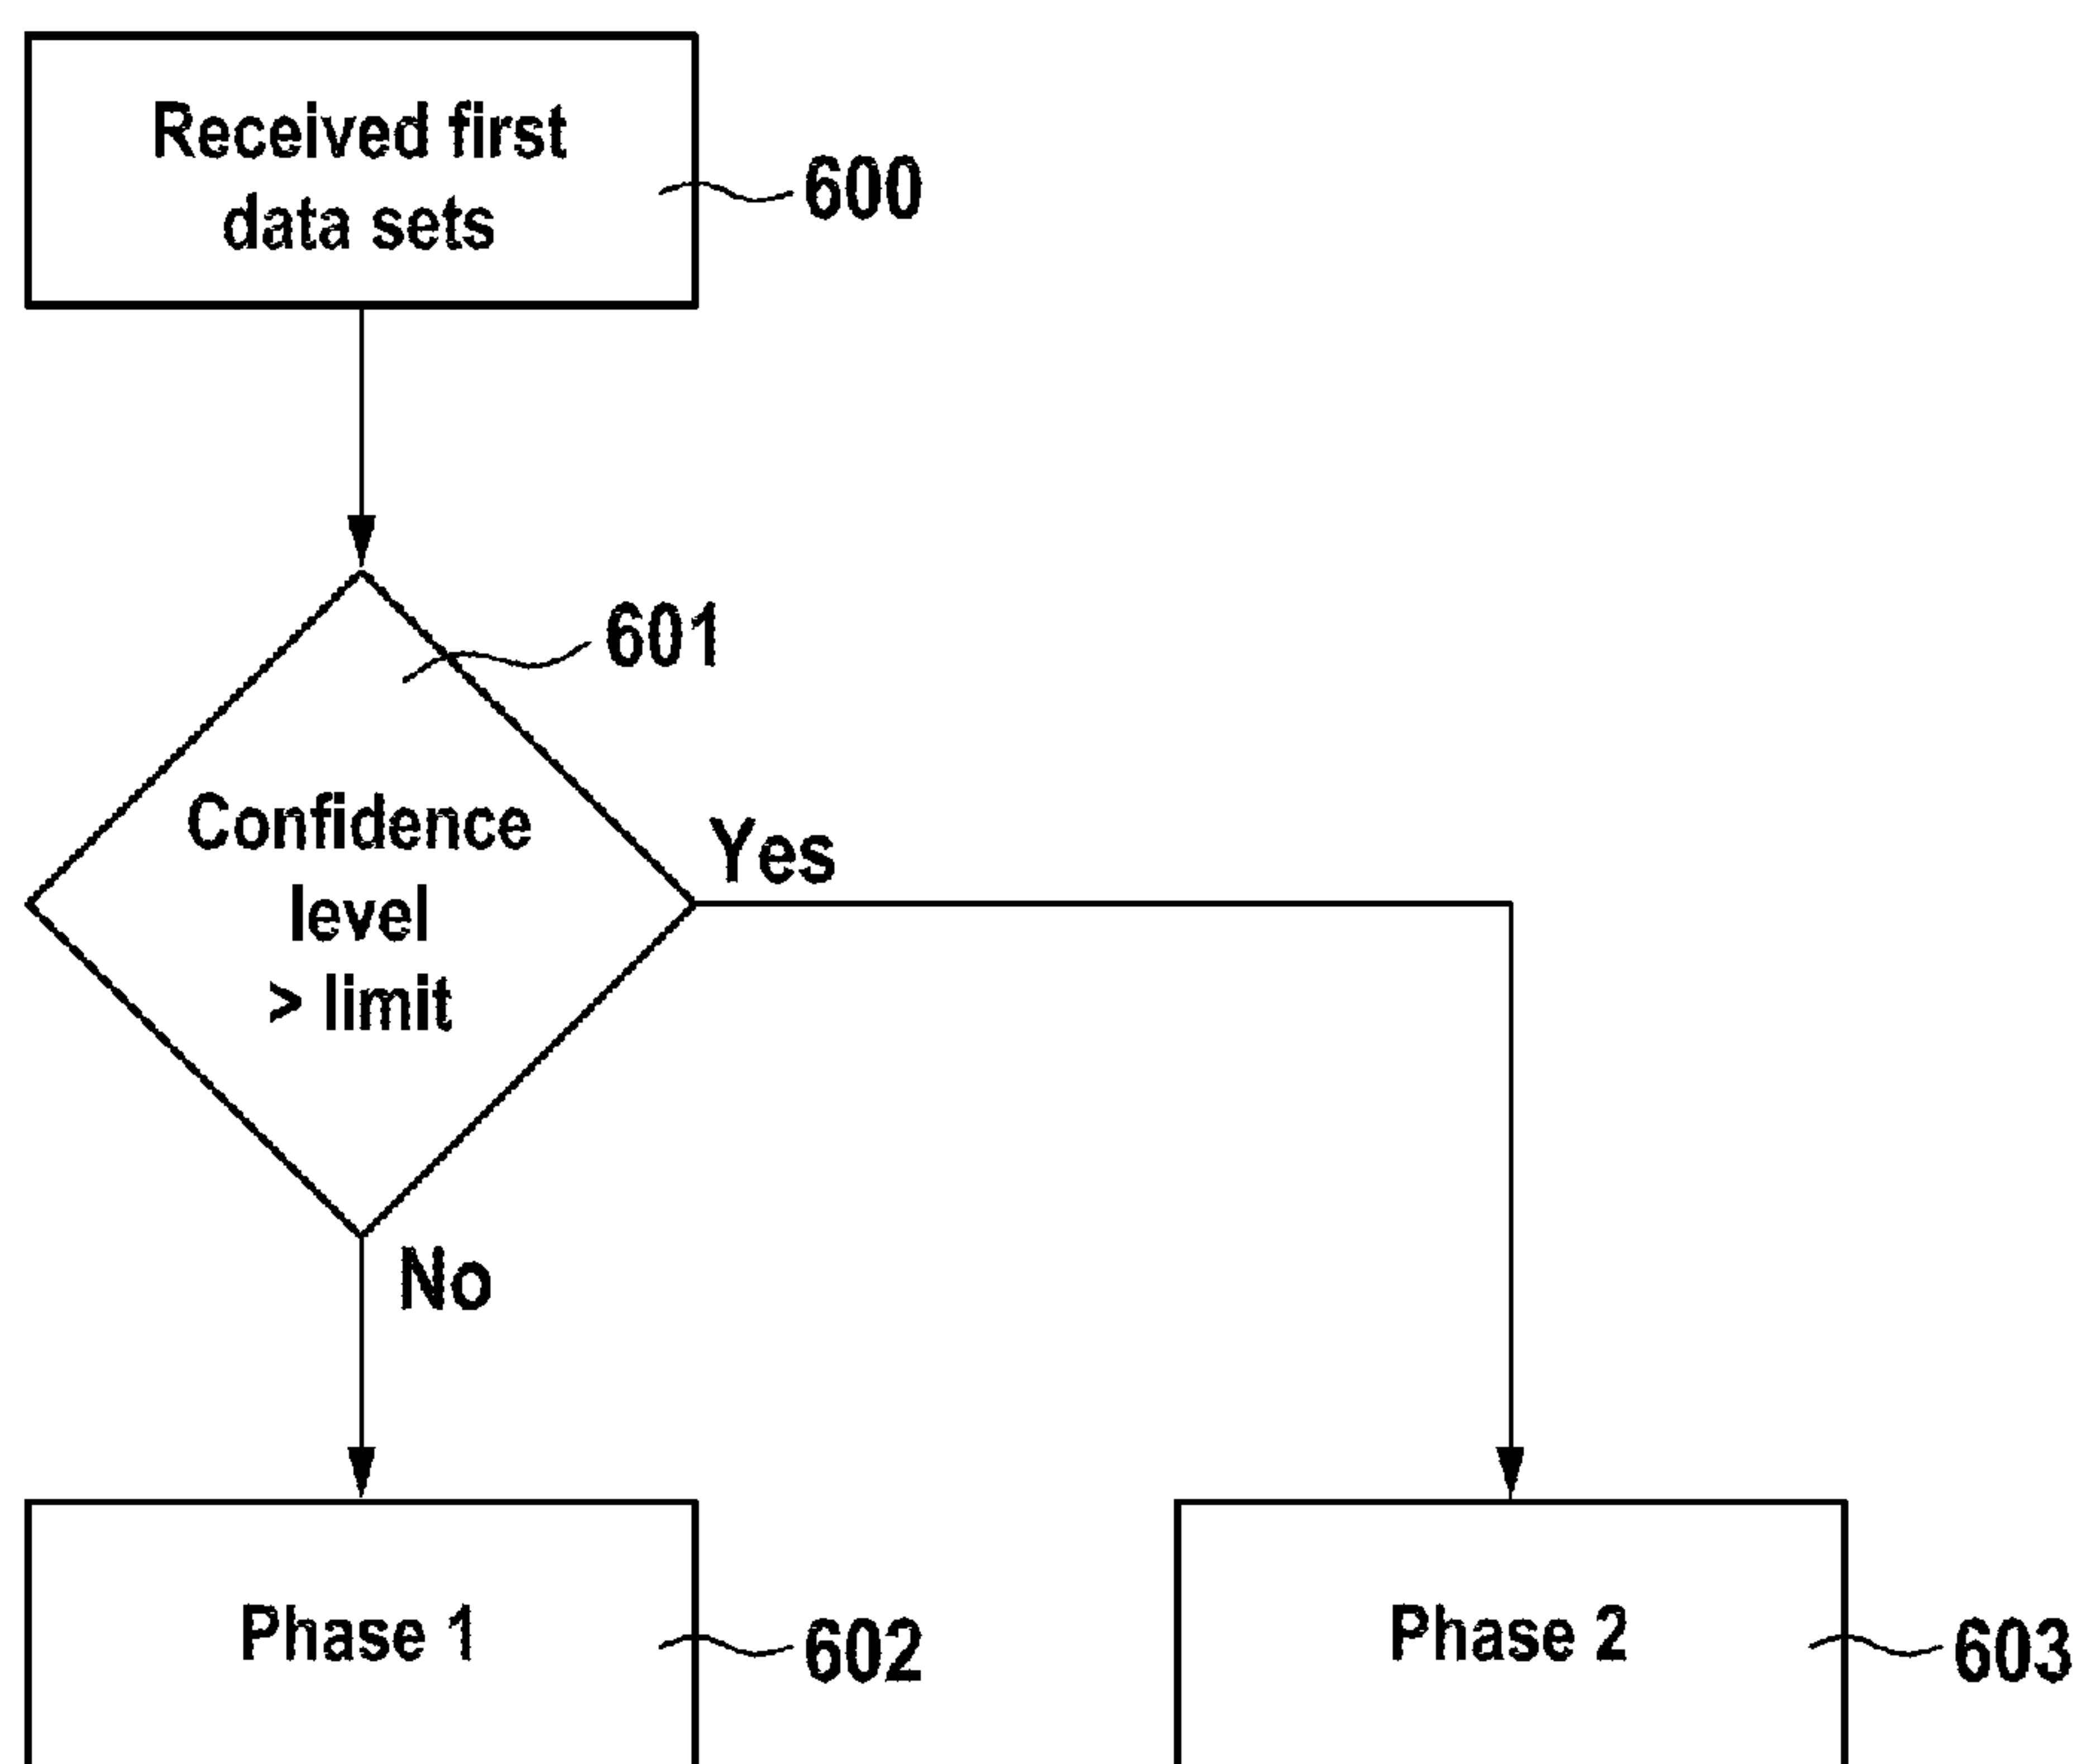 Received first
data sets
600
601
Confidence
level
> limit
Yes
No
Phase 1
602
Phase 2
603